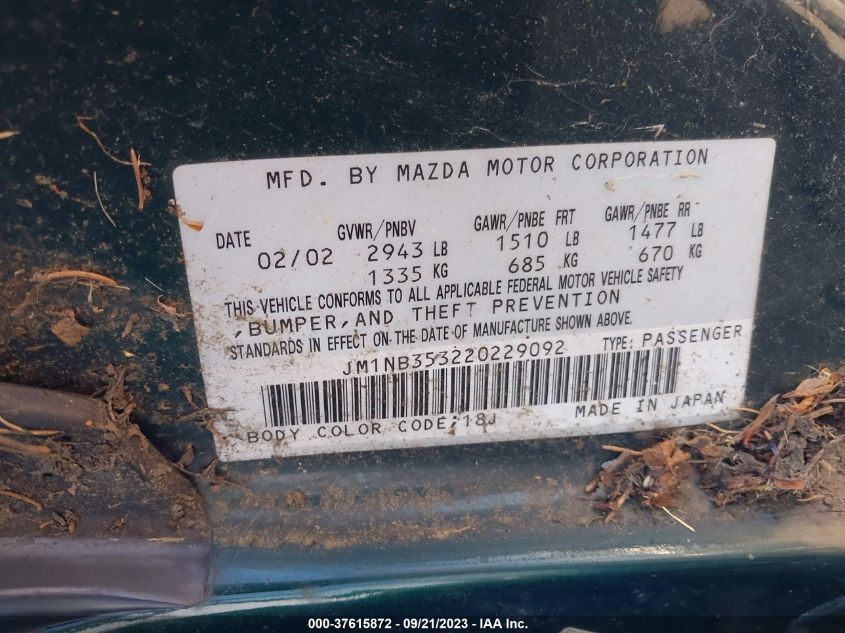 MFD. BY MAZDA MOTOR CORPORATION
DATE GVWR/PNBV GAWR/PNBE FRT GAWR/PNBE RR
02/02 2943 LB 1510 LB 1477 LB
1335 KG 685 KG 670 KG
THIS VEHICLE CONFORMS TO ALL APPLICABLE FEDERAL MOTOR VEHICLE SAFETY
,BUMPER,AND THEFT PREVENTION
STANDARDS IN EFFECT ON THE DATE OF MANUFACTURE SHOWN ABOVE.
JM1NB353220229092 TYPE: PASSENGER
BODY COLOR CODE:18J MADE IN JAPAN
000-37615872 - 09/21/2023 - IAA Inc.